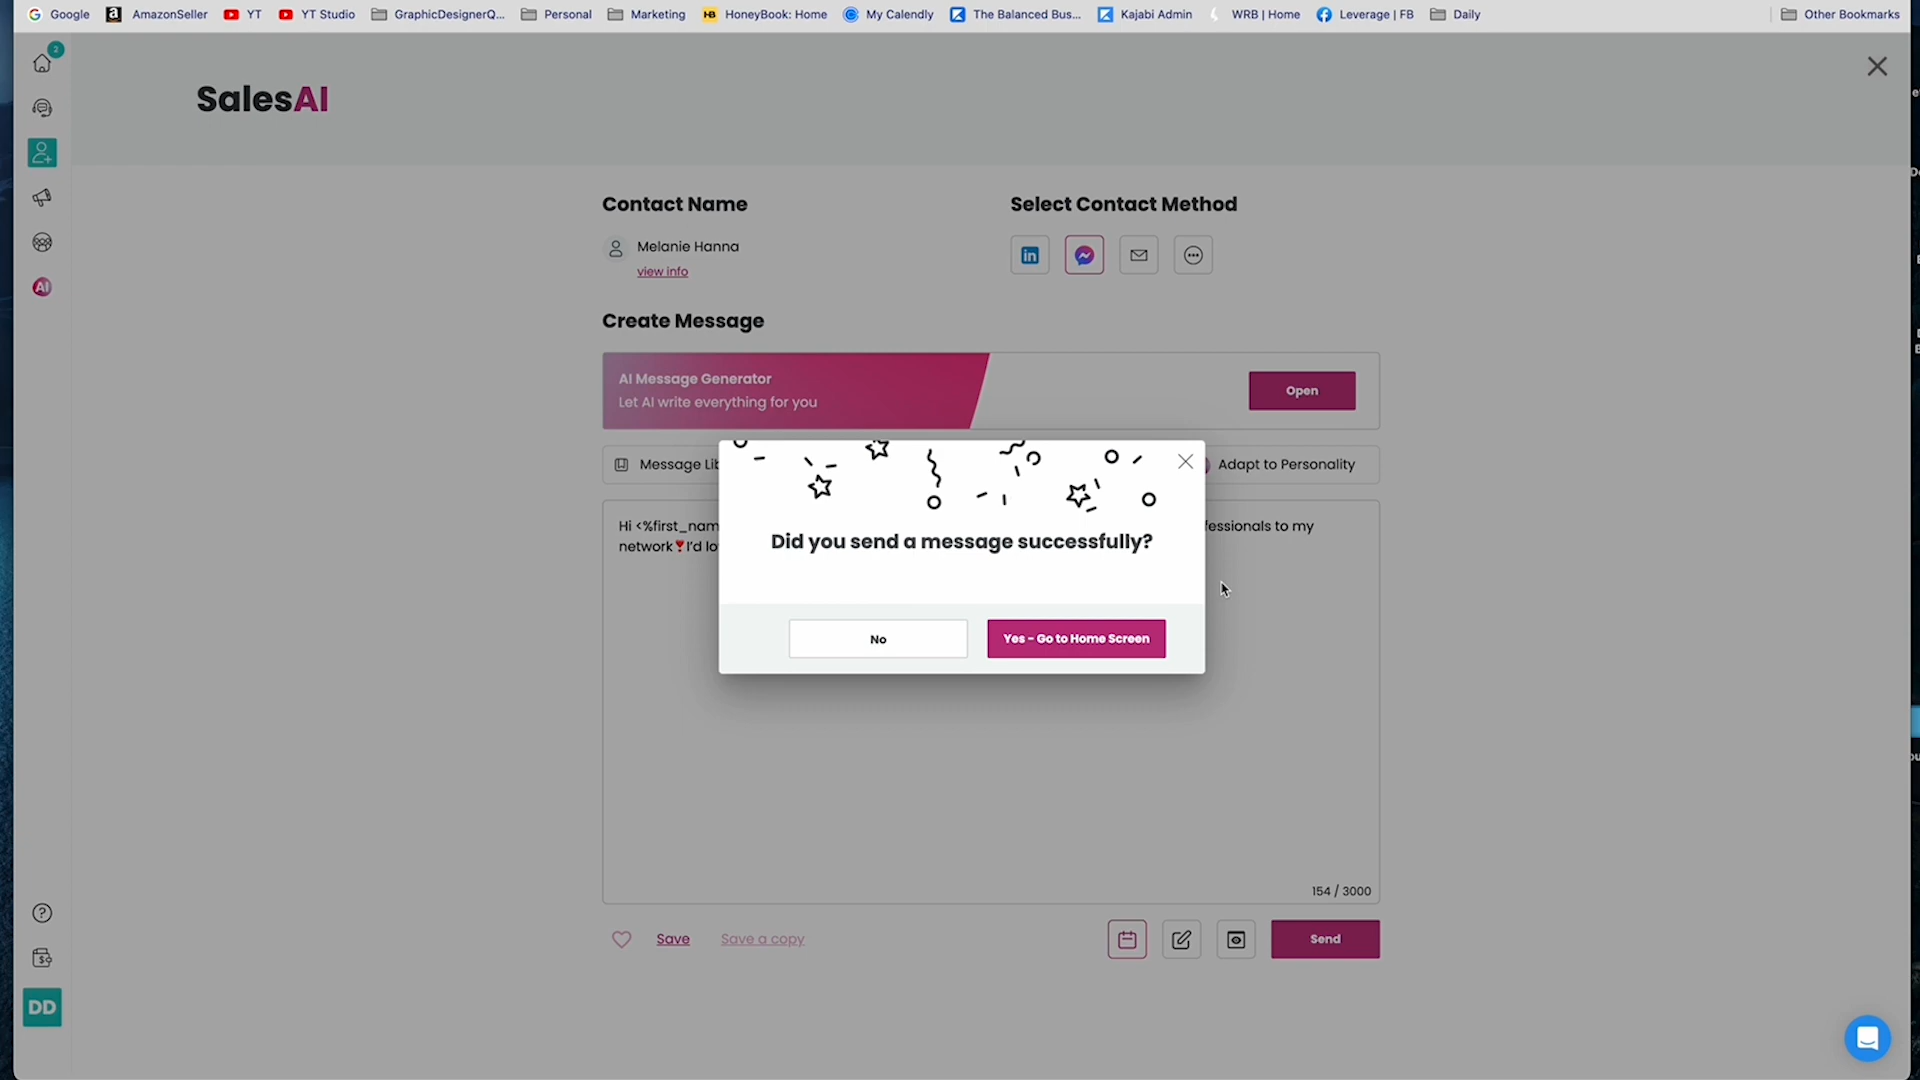 Google
AmazonSeller
YT
YT Studio
GraphicDesignerQ...
Personal
Marketing
HB
HoneyBook: Home
My Calendly
The Balanced Bus...
Kajabi Admin
WRB | Home
Leverage | FB
Daily
Other Bookmarks
2
SalesAI
Contact Name
Select Contact Method
Melanie Hanna
view info
in
AI
Create Message
AI Message Generator
Let AI write everything for you
Open
Message Lib
Adapt to Personality
Hi <%first_nam
fessionals to my
network❣I'd lo
Did you send a message successfully?
No
Yes - Go to Home Screen
154 / 3000
Save
Save a copy
Send
DD